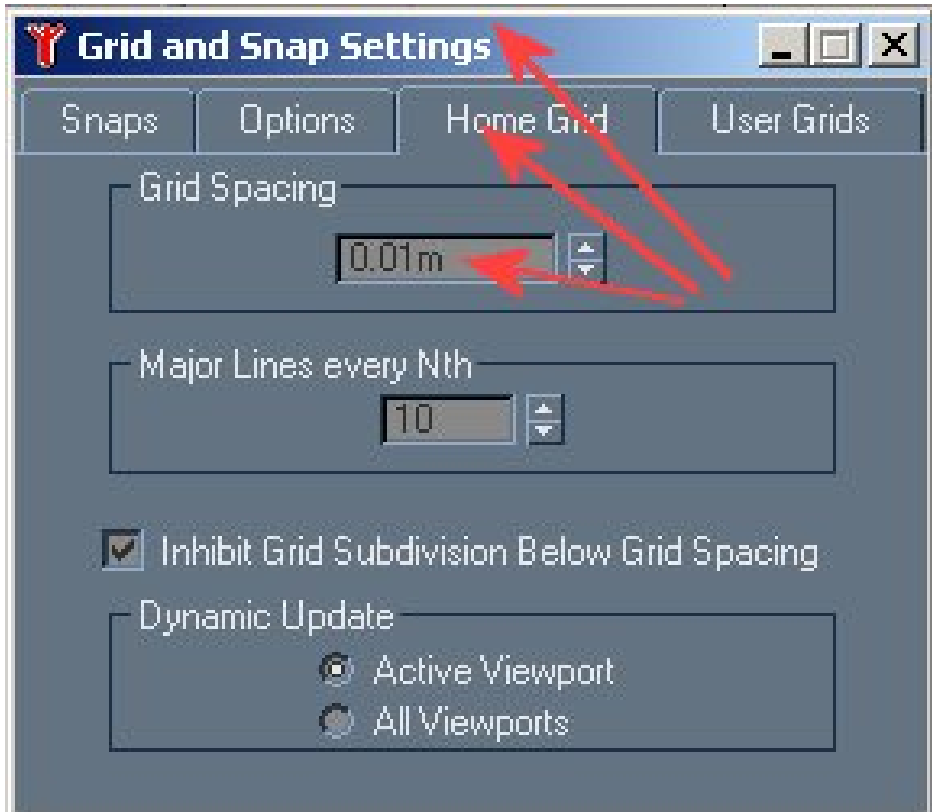 Grid and Snap Settings
Snaps Options Home Grid User Grids
Grid Spacing
0.01m
Major Lines every Nth
10
Inhibit Grid Subdivision Below Grid Spacing
Dynamic Update
Active Viewport
All Viewports